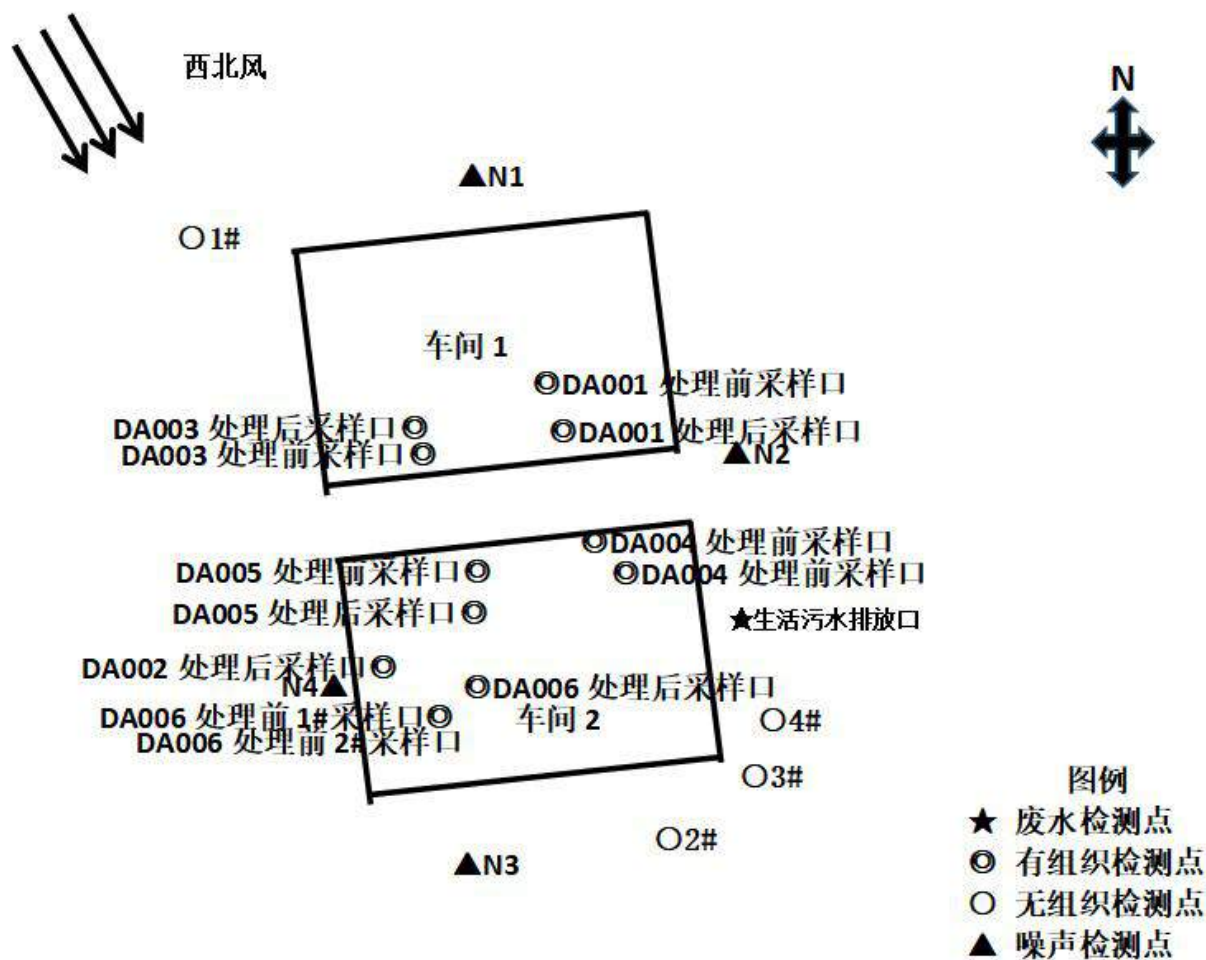 西北风
N
▲N1
○1#
车间 1
◎DA001 处理前采样口
DA003 处理后采样口◎
◎DA001 处理后采样口
DA003 处理前采样口◎
▲N2
◎DA004 处理前采样口
DA005 处理前采样口◎
◎DA004 处理前采样口
DA005 处理后采样口◎
★生活污水排放口
DA002 处理后采样口◎
N4▲
◎DA006 处理后采样口
DA006 处理前 1#采样口◎
车间 2
○4#
DA006 处理前 2#采样口
○3#
○2#
▲N3
图例
★ 废水检测点
◎ 有组织检测点
○ 无组织检测点
▲ 噪声检测点